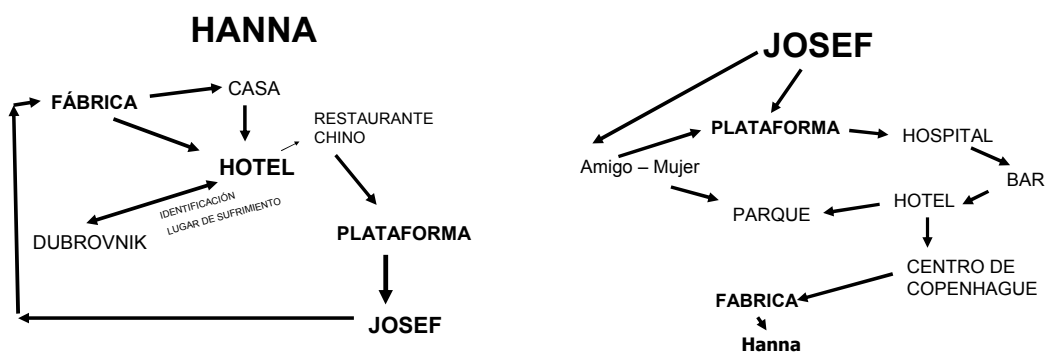 HANNA
FÁBRICA
CASA
RESTAURANTE
CHINO
HOTEL
IDENTIFICACIÓN
LUGAR DE SUFRIMIENTO
DUBROVNIK
PLATAFORMA
JOSEF
JOSEF
PLATAFORMA
HOSPITAL
Amigo – Mujer
BAR
HOTEL
PARQUE
CENTRO DE
COPENHAGUE
FABRICA
Hanna